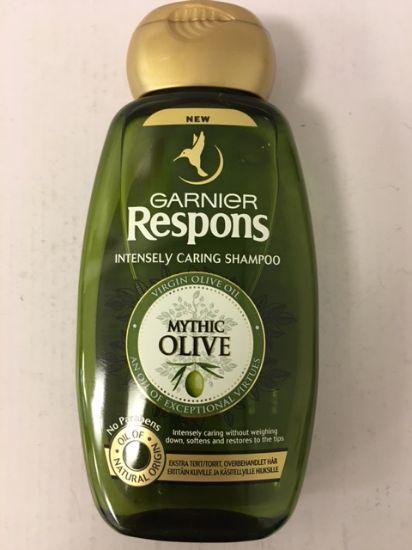 NEW
GARNIER
Respons
INTENSELY CARING SHAMPOO
VIRGIN OLIVE OIL
MYTHIC
OLIVE
AN OIL OF EXCEPTIONAL VIRTUES
No Parabens
OIL OF
NATURAL ORIGIN
Intensely caring without weighing
down, softens and restores to the tips
EKSTRA TØRT/TORRT, OVERBEHANDLET HÅR
ERITTÄIN KUIVILLE JA KÄSITELLYILLE HIUKSILLE